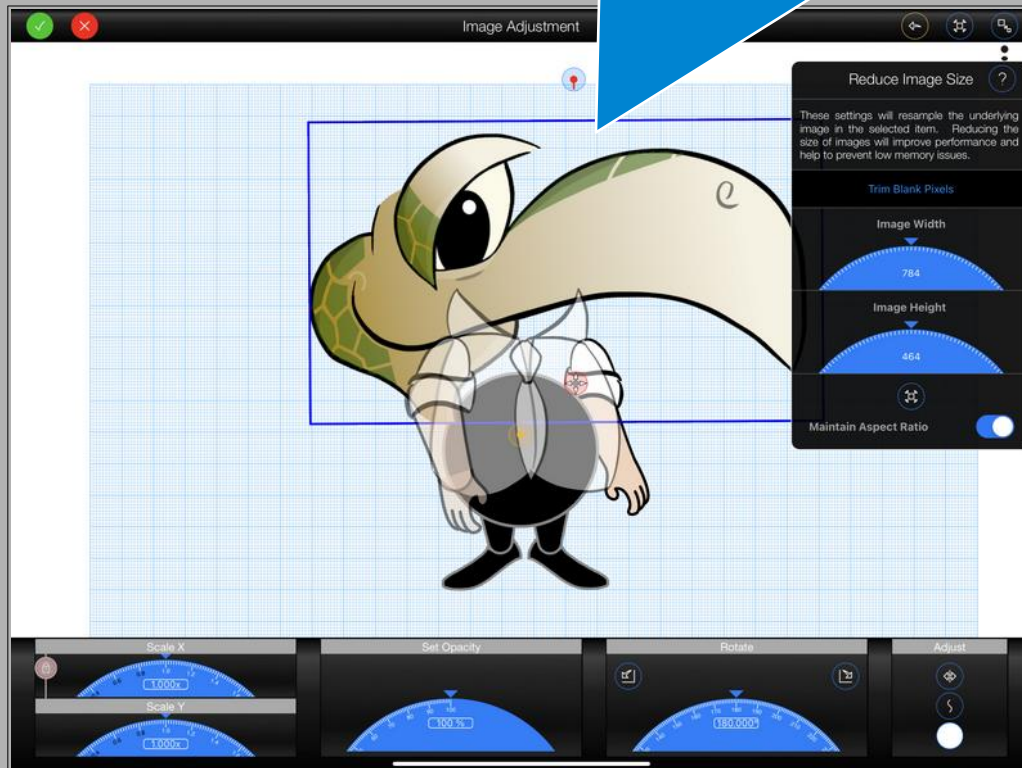 Image Adjustment
Reduce Image Size ?
These settings will resample the underlying
image in the selected item. Reducing the
size of images will improve performance and
help to prevent low memory issues.
Trim Blank Pixels
Image Width
784
Image Height
464
Maintain Aspect Ratio
Scale X
1.000x
Scale Y
1.000x
Set Opacity
100 %
Rotate
180.000°
Adjust